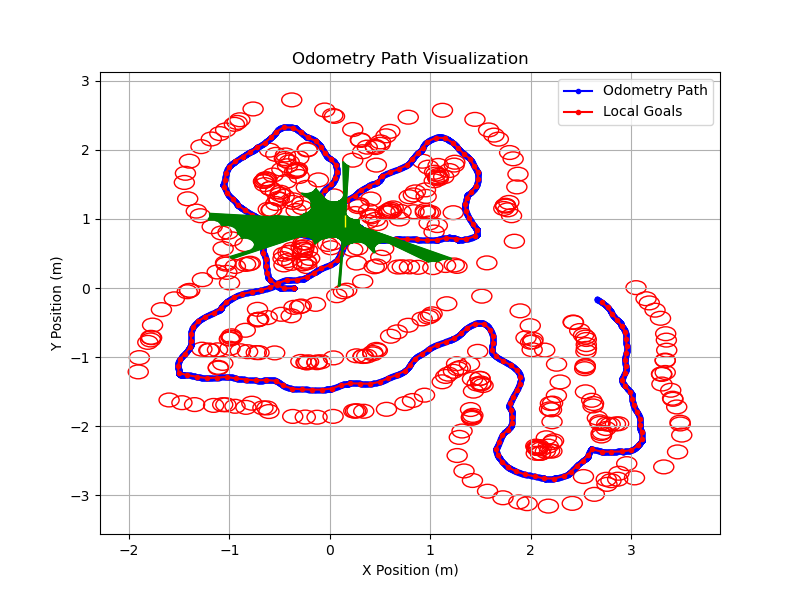 Odometry Path Visualization
Odometry Path
Local Goals
Y Position (m)
3
2
1
0
−1
−2
−3
−2
−1
0
1
2
3
X Position (m)